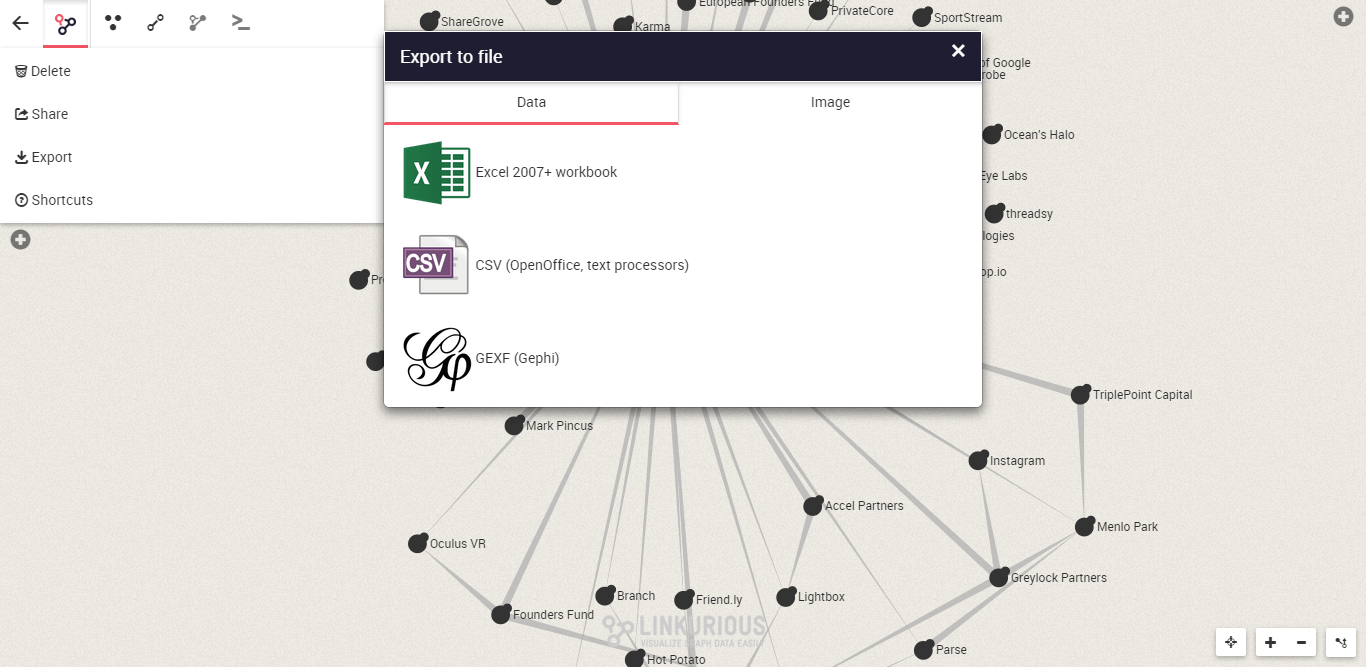 European Founders Fund
PrivateCore
ShareGrove
SportStream
Karma
Export to file
Data
Image
Delete
Share
Export
Shortcuts
X
Excel 2007+ workbook
CSV
CSV (OpenOffice, text processors)
GEXF (Gephi)
of Google
robe
Ocean's Halo
Eye Labs
threadsy
logies
op.io
Pr
TriplePoint Capital
Mark Pincus
Instagram
Accel Partners
Menlo Park
Oculus VR
Greylock Partners
Branch
Friend.ly
Lightbox
Founders Fund
LINKURIOUS
VISUALIZE GRAPH DATA EASILY
Parse
Hot Potato